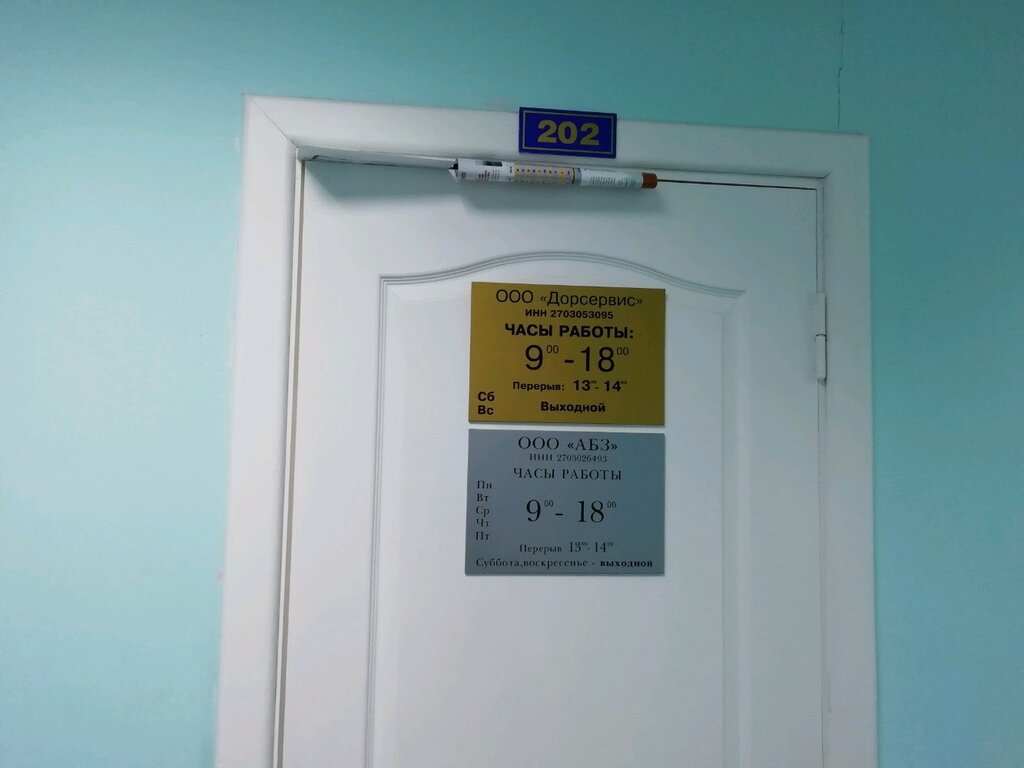 202
ООО «Дорсервис»
ИНН 2703053095
ЧАСЫ РАБОТЫ:
9⁰⁰ - 18⁰⁰
Перерыв: 13⁰⁰- 14⁰⁰
Сб
Вс Выходной
ООО «АБЗ»
ИНН 2703026493
ЧАСЫ РАБОТЫ
Пн
Вт
Ср 9⁰⁰ - 18⁰⁰
Чт
Пт
Перерыв 13⁰⁰- 14⁰⁰
Суббота,воскресенье - выходной